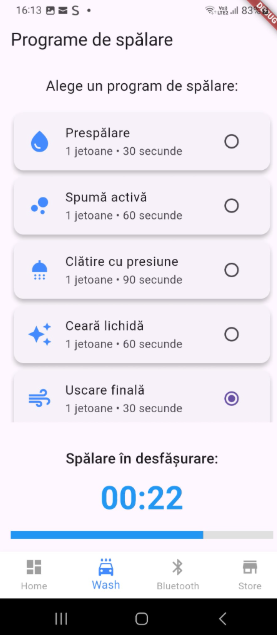 16:13
83%
DEBUG
Programe de spălare
Alege un program de spălare:
Prespălare
1 jetoane • 30 secunde
Spumă activă
1 jetoane • 60 secunde
Clătire cu presiune
1 jetoane • 90 secunde
Ceară lichidă
1 jetoane • 60 secunde
Uscare finală
1 jetoane • 30 secunde
Spălare în desfășurare:
00:22
Home
Wash
Bluetooth
Store